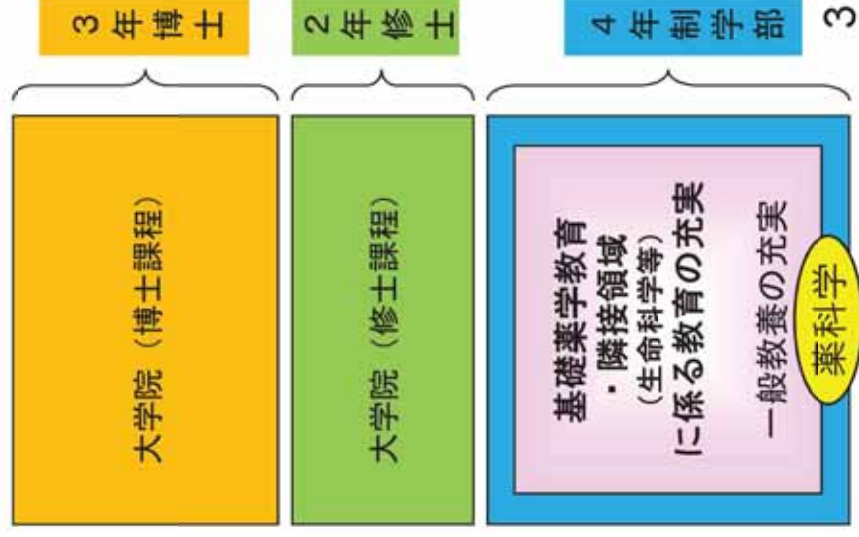 大学院（博士課程）
3年博士
大学院（修士課程）
2年修士
基礎薬学教育
・隣接領域
（生命科学等）
に係る教育の充実
一般教養の充実
薬科学
4年制学部
3